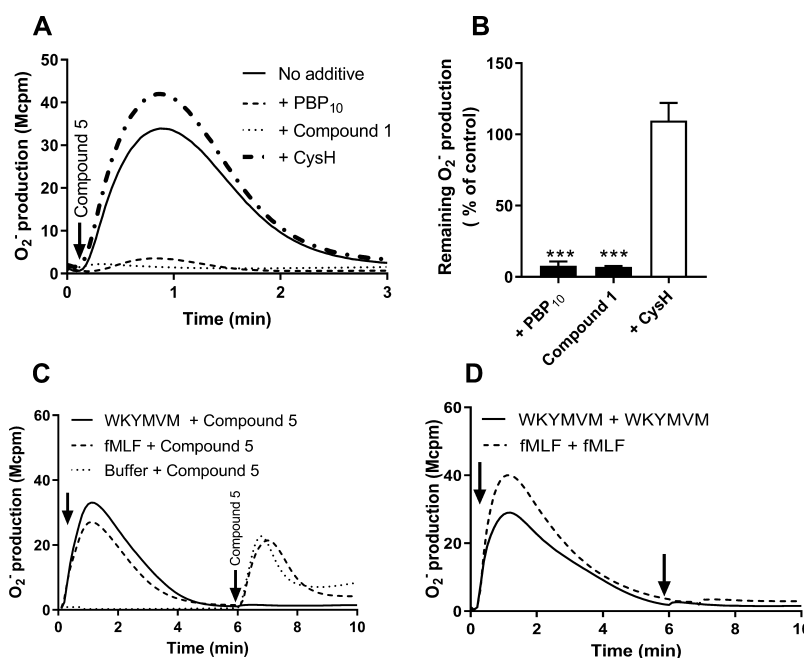 A
O2- production (Mcpm)
50
40
30
20
10
0
Compound 5
No additive
+ PBP10
+ Compound 1
+ CysH
0
1
2
3
Time (min)
B
Remaining O2- production
( % of control)
150
100
50
0
***
***
+ PBP10
Compound 1
+ CysH
C
O2- production (Mcpm)
60
40
20
0
WKYMVM + Compound 5
fMLF + Compound 5
Buffer + Compound 5
Compound 5
0
2
4
6
8
10
Time (min)
D
O2- production (Mcpm)
60
40
20
0
WKYMVM + WKYMVM
fMLF + fMLF
0
2
4
6
8
10
Time (min)